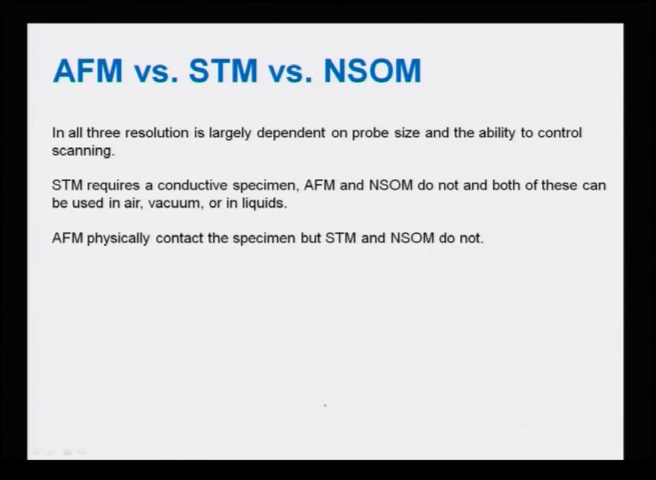 AFM vs. STM vs. NSOM
In all three resolution is largely dependent on probe size and the ability to control
scanning.
STM requires a conductive specimen, AFM and NSOM do not and both of these can
be used in air, vacuum, or in liquids.
AFM physically contact the specimen but STM and NSOM do not.